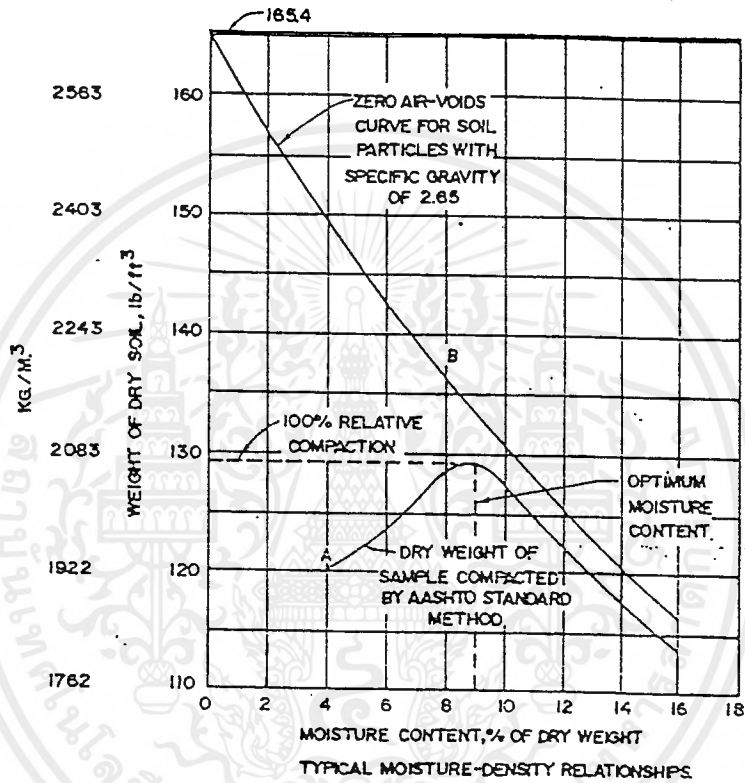 165.4
ZERO AIR-VOIDS
CURVE FOR SOIL
PARTICLES WITH
SPECIFIC GRAVITY
OF 2.65
2563
160
2403
150
2243
140
B
KG./M.3
WEIGHT OF DRY SOIL, lb/ft3
100% RELATIVE
COMPACTION
2083
130
OPTIMUM
MOISTURE
CONTENT.
A
DRY WEIGHT OF
SAMPLE COMPACTED
BY AASHTO STANDARD
METHOD.
1922
120
1762
110
0 2 4 6 8 10 12 14 16 18
MOISTURE CONTENT,% OF DRY WEIGHT
TYPICAL MOISTURE-DENSITY RELATIONSHIPS.